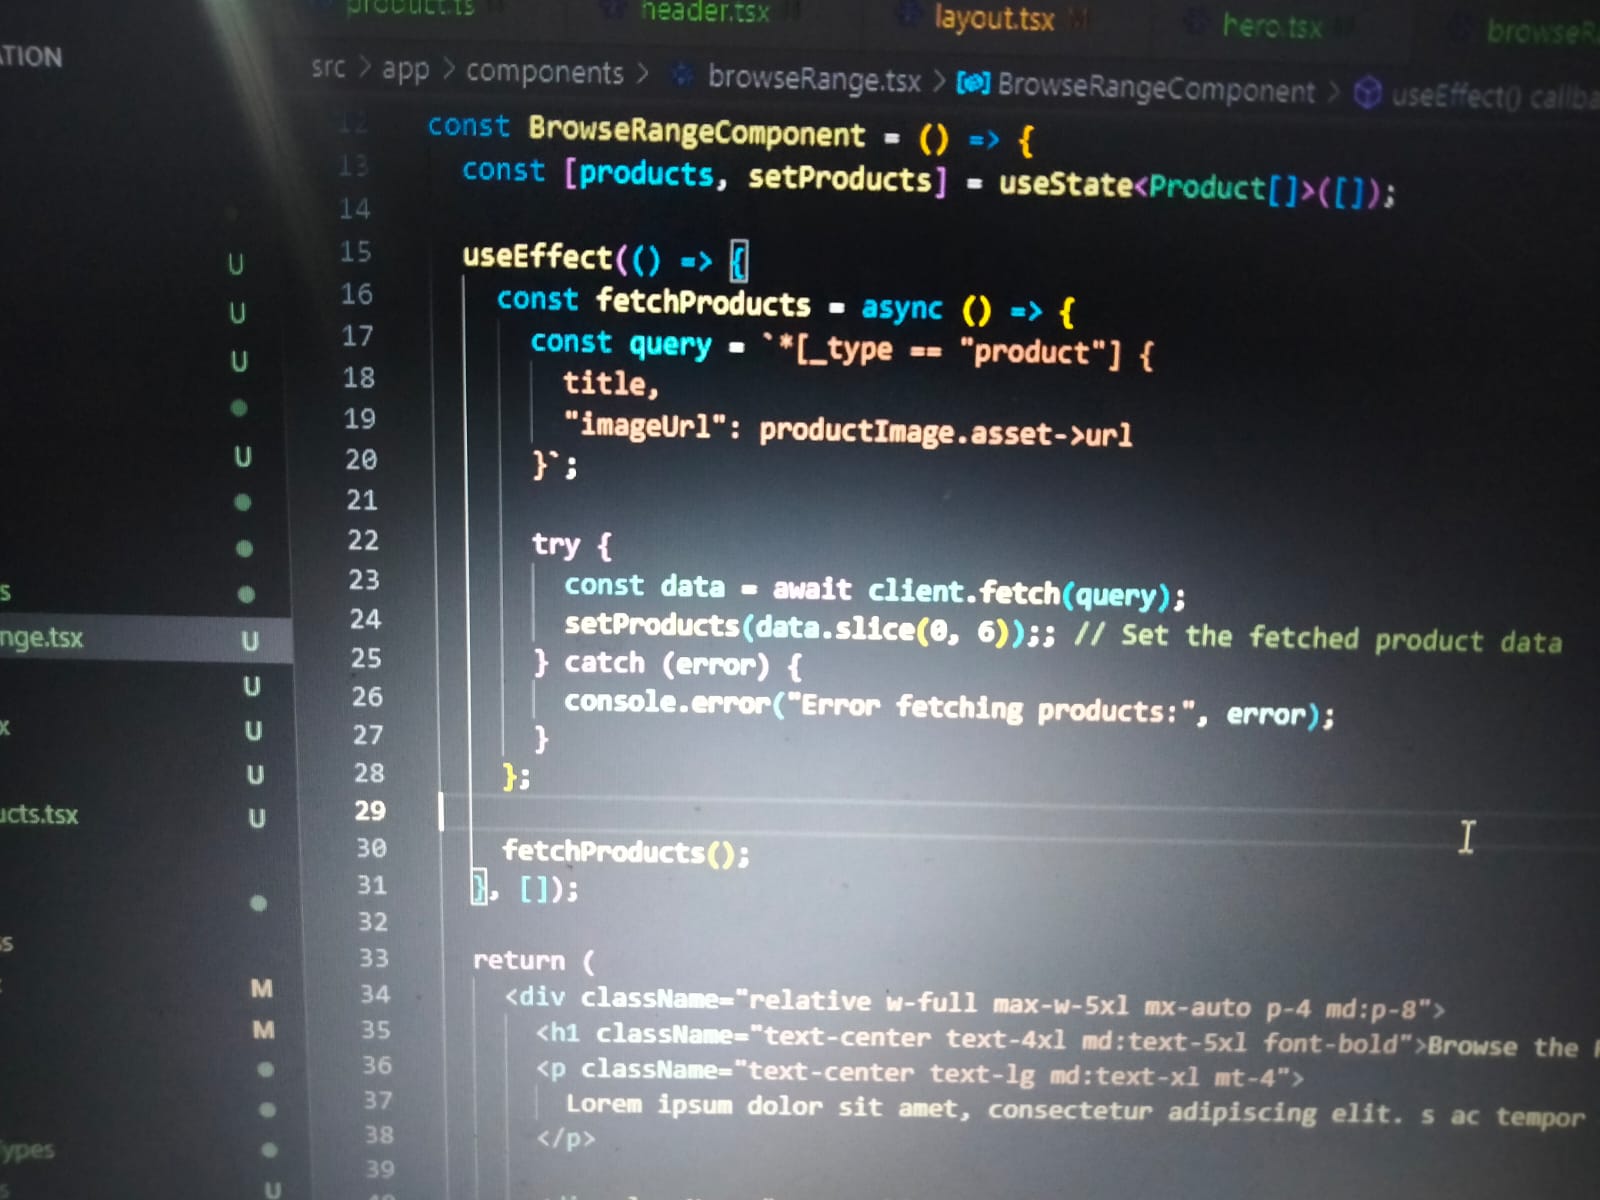 product.ts
header.tsx
layout.tsx M
hero.tsx
browseR
ATION
src > app > components > browseRange.tsx > BrowseRangeComponent > useEffect() callba
12 const BrowseRangeComponent = () => {
13 const [products, setProducts] = useState<Product[]>([]);
14
15 useEffect(() => {
16 const fetchProducts = async () => {
17 const query = `*[_type == "product"] {
18 title,
19 "imageUrl": productImage.asset->url
20 }`;
21
22 try {
23 const data = await client.fetch(query);
24 setProducts(data.slice(0, 6));; // Set the fetched product data
25 } catch (error) {
26 console.error("Error fetching products:", error);
27 }
28 };
29
30 fetchProducts();
31 }, []);
32
33 return (
34 <div className="relative w-full max-w-5xl mx-auto p-4 md:p-8">
35 <h1 className="text-center text-4xl md:text-5xl font-bold">Browse the
36 <p className="text-center text-lg md:text-xl mt-4">
37 Lorem ipsum dolor sit amet, consectetur adipiscing elit. s ac tempor
38 </p>
39
U
U
U
U
s
nge.tsx U
U
x U
U
ucts.tsx U
s
M
M
ypes
s U